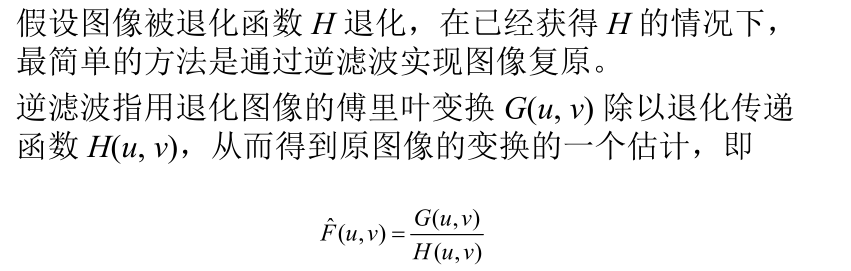 假设图像被退化函数 H 退化，在已经获得 H 的情况下，
最简单的方法是通过逆滤波实现图像复原。
逆滤波指用退化图像的傅里叶变换 G(u, v) 除以退化传递
函数 H(u, v)，从而得到原图像的变换的一个估计，即
F̂(u,v) = G(u,v) / H(u,v)